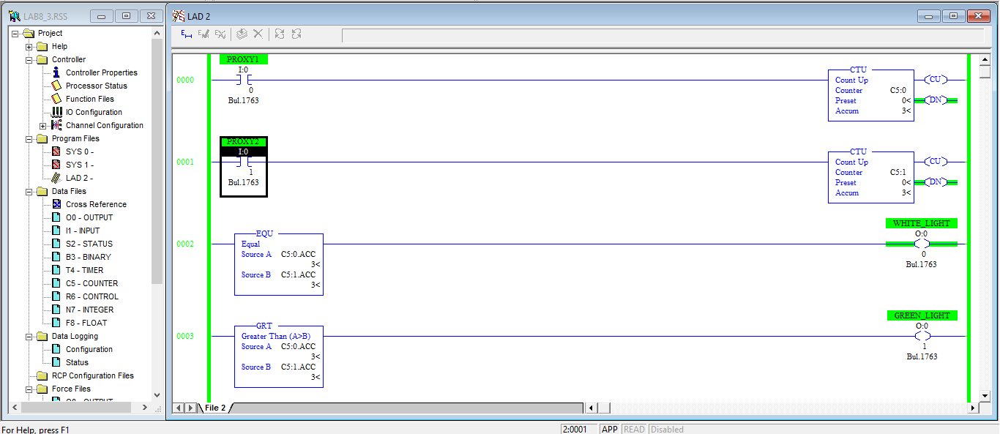 LAB8_3.RSS
Project
Help
Controller
Controller Properties
Processor Status
Function Files
IO Configuration
Channel Configuration
Program Files
SYS 0 -
SYS 1 -
LAD 2 -
Data Files
Cross Reference
O0 - OUTPUT
I1 - INPUT
S2 - STATUS
B3 - BINARY
T4 - TIMER
C5 - COUNTER
R6 - CONTROL
N7 - INTEGER
F8 - FLOAT
Data Logging
Configuration
Status
RCP Configuration Files
Force Files
O0 - OUTPUT
LAD 2
0000
PROXY1
I:0
0
Bul.1763
CTU
Count Up
Counter C5:0
Preset 0<
Accum 3<
CU
DN
0001
PROXY2
I:0
1
Bul.1763
CTU
Count Up
Counter C5:1
Preset 0<
Accum 3<
CU
DN
0002
EQU
Equal
Source A C5:0.ACC
3<
Source B C5:1.ACC
3<
WHITE_LIGHT
O:0
0
Bul.1763
0003
GRT
Greater Than (A>B)
Source A C5:0.ACC
3<
Source B C5:1.ACC
3<
GREEN_LIGHT
O:0
1
Bul.1763
File 2
For Help, press F1
2:0001 APP READ Disabled